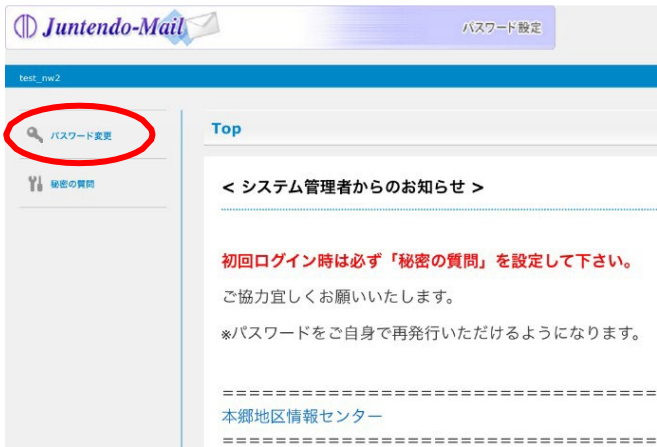 Juntendo-Mail
パスワード設定
test_nw2
パスワード変更
秘密の質問
Top
< システム管理者からのお知らせ >
初回ログイン時は必ず「秘密の質問」を設定して下さい。
ご協力宜しくお願いいたします。
※パスワードをご自身で再発行いただけるようになります。
=================================
本郷地区情報センター
=================================